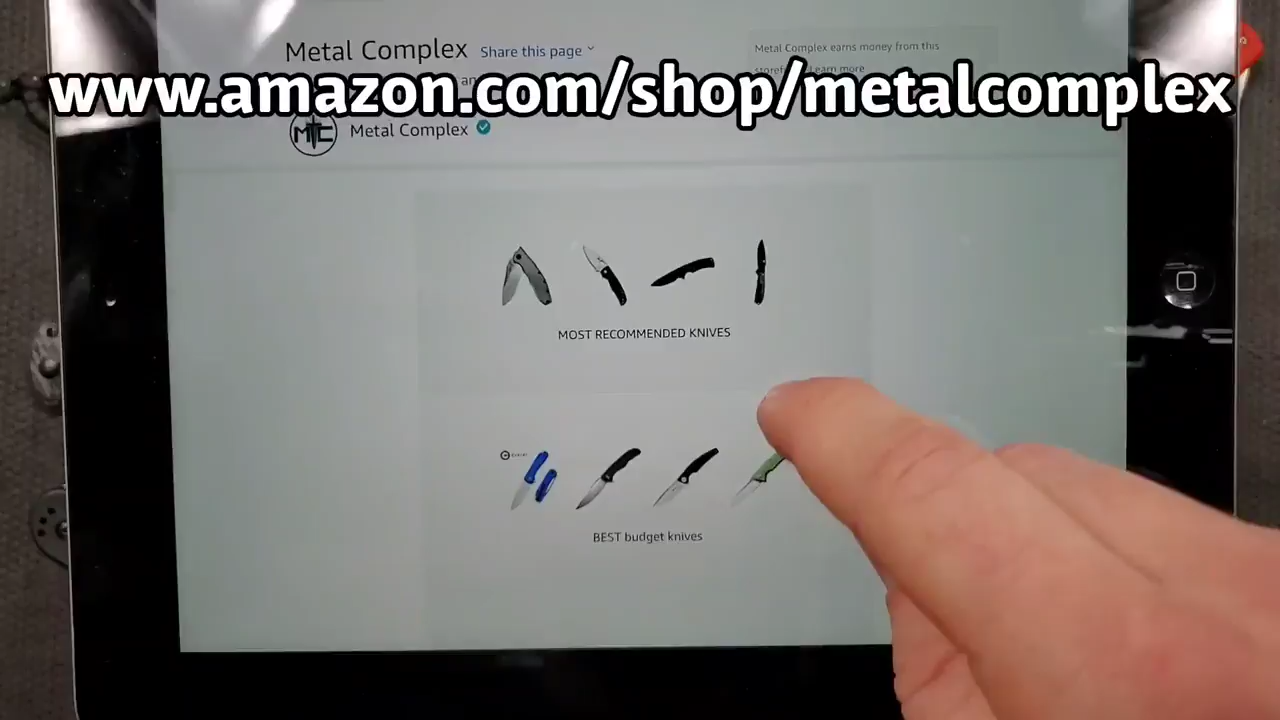 Metal Complex Share this page
Metal Complex earns money from this
www.amazon.com/shop/metalcomplex
MTC Metal Complex
MOST RECOMMENDED KNIVES
BEST budget knives